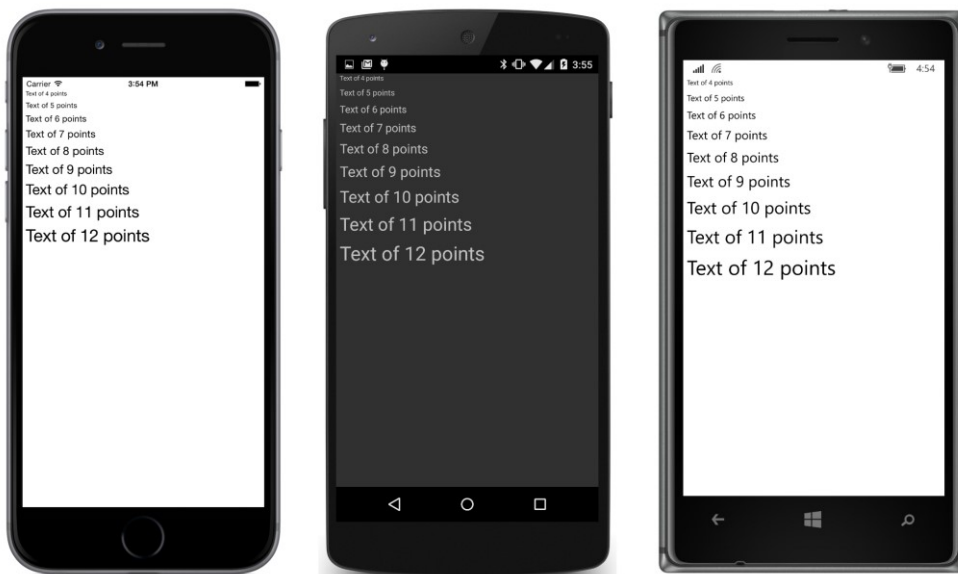 Carrier 3:54 PM
Text of 4 points
Text of 5 points
Text of 6 points
Text of 7 points
Text of 8 points
Text of 9 points
Text of 10 points
Text of 11 points
Text of 12 points
3:55
Text of 4 points
Text of 5 points
Text of 6 points
Text of 7 points
Text of 8 points
Text of 9 points
Text of 10 points
Text of 11 points
Text of 12 points
4:54
Text of 4 points
Text of 5 points
Text of 6 points
Text of 7 points
Text of 8 points
Text of 9 points
Text of 10 points
Text of 11 points
Text of 12 points